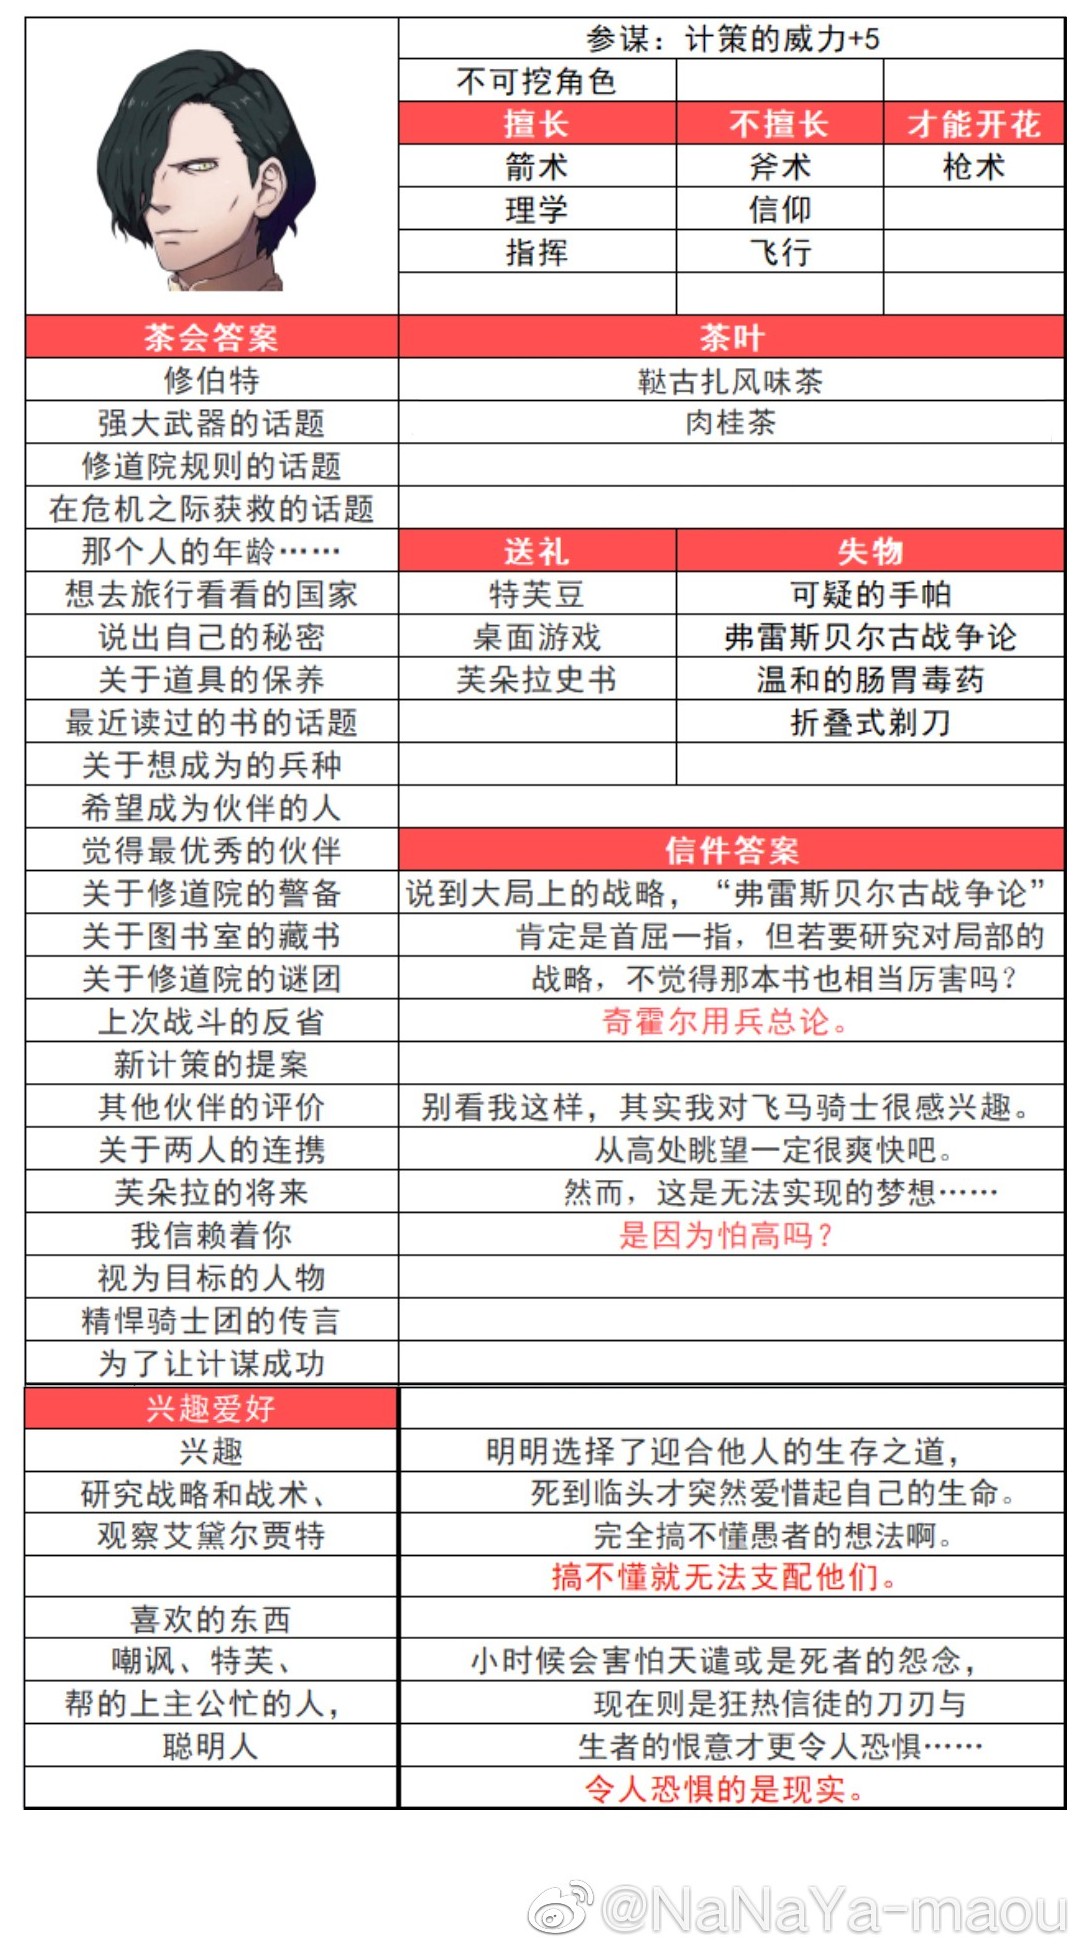 参谋：计策的威力+5
不可挖角色
擅长 不擅长 才能开花
箭术 斧术 枪术
理学 信仰
指挥 飞行
茶会答案 茶叶
修伯特 鞑古扎风味茶
强大武器的话题 肉桂茶
修道院规则的话题
在危机之际获救的话题
那个人的年龄…… 送礼 失物
想去旅行看看的国家 特芙豆 可疑的手帕
说出自己的秘密 桌面游戏 弗雷斯贝尔古战争论
关于道具的保养 芙朵拉史书 温和的肠胃毒药
最近读过的书的话题 折叠式剃刀
关于想成为的兵种
希望成为伙伴的人
觉得最优秀的伙伴 信件答案
关于修道院的警备 说到大局上的战略，“弗雷斯贝尔古战争论”
关于图书室的藏书 肯定是首屈一指，但若要研究对局部的
关于修道院的谜团 战略，不觉得那本书也相当厉害吗？
上次战斗的反省 奇霍尔用兵总论。
新计策的提案
其他伙伴的评价 别看我这样，其实我对飞马骑士很感兴趣。
关于两人的连携 从高处眺望一定很爽快吧。
芙朵拉的将来 然而，这是无法实现的梦想……
我信赖着你 是因为怕高吗？
视为目标的人物
精悍骑士团的传言
为了让计谋成功
兴趣爱好
兴趣 明明选择了迎合他人的生存之道，
研究战略和战术、 死到临头才突然爱惜起自己的生命。
观察艾黛尔贾特 完全搞不懂愚者的想法啊。
搞不懂就无法支配他们。
喜欢的东西
嘲讽、特芙、 小时候会害怕天谴或是死者的怨念，
帮的上主公忙的人， 现在则是狂热信徒的刀刃与
聪明人 生者的恨意才更令人恐惧……
令人恐惧的是现实。
@NaNaYa-maou